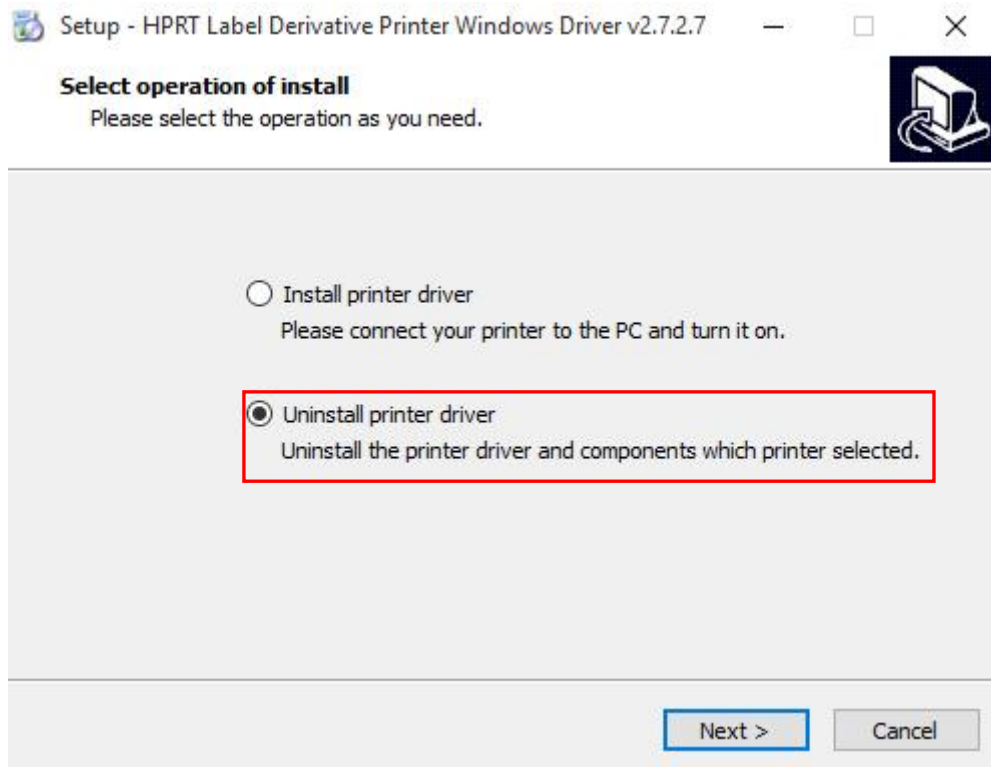 Setup - HPRT Label Derivative Printer Windows Driver v2.7.2.7
Select operation of install
Please select the operation as you need.
Install printer driver
Please connect your printer to the PC and turn it on.
Uninstall printer driver
Uninstall the printer driver and components which printer selected.
Next >
Cancel